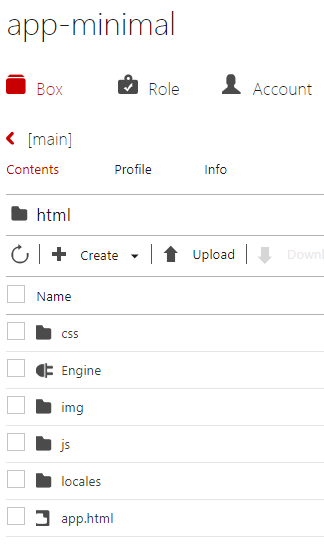 app-minimal
Box Role Account
[main]
Contents Profile Info
html
Create Upload Downl
Name
css
Engine
img
js
locales
app.html